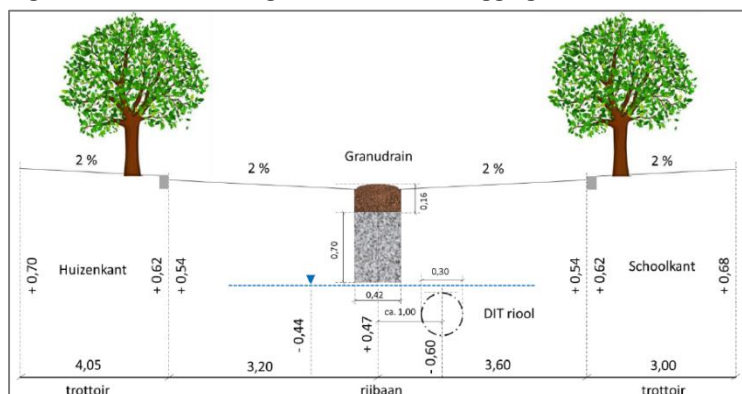 2 %
2 %
Granudrain
2 %
2 %
0,16
0,70
+ 0,70
Huizenkant
+ 0,62
+ 0,54
+ 0,54
+ 0,62
Schoolkant
+ 0,68
0,30
0,42
ca. 1,00
DIT riool
- 0,44
+ 0,47
- 0,60
4,05
3,20
3,60
3,00
trottoir
rijbaan
trottoir